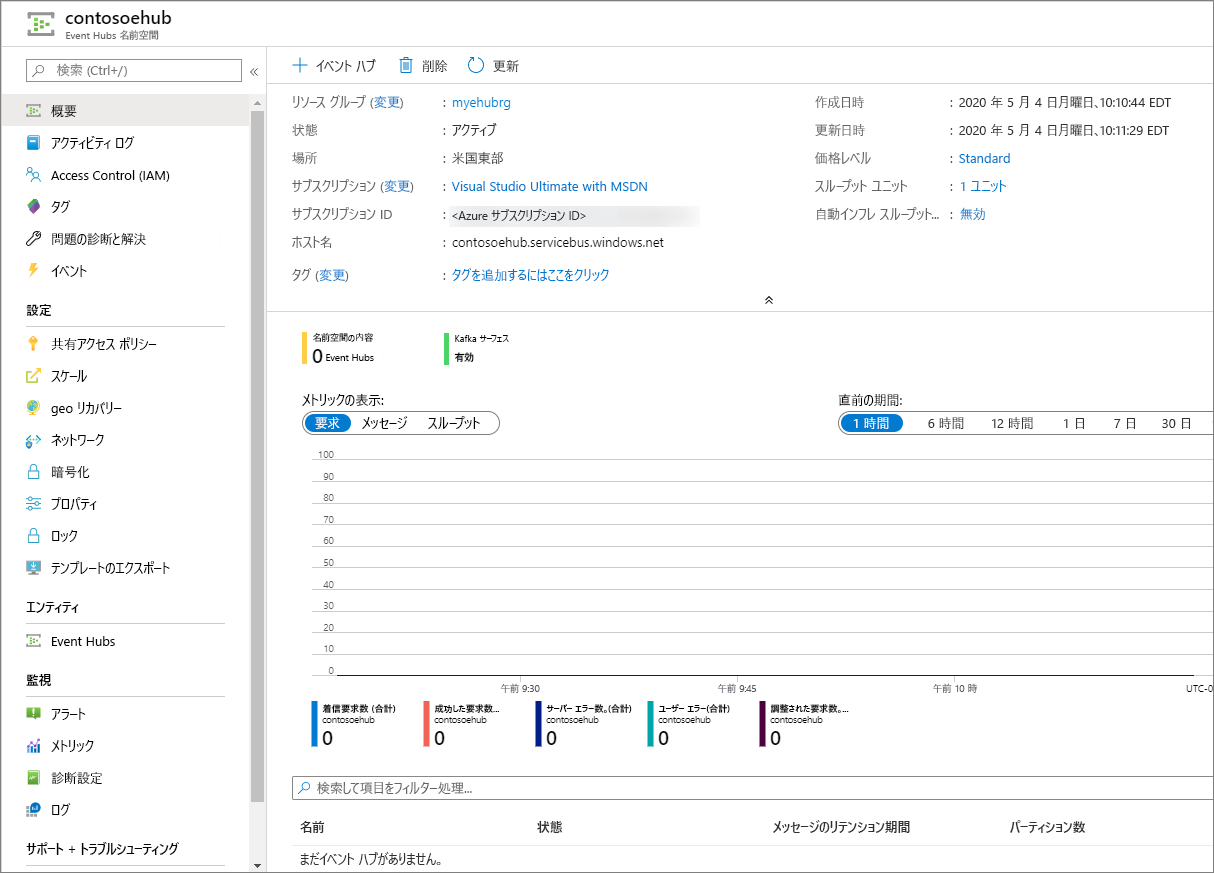 contosoehub
Event Hubs 名前空間
検索 (Ctrl+/)
«
概要
アクティビティ ログ
Access Control (IAM)
タグ
問題の診断と解決
イベント
設定
共有アクセス ポリシー
スケール
geo リカバリー
ネットワーク
暗号化
プロパティ
ロック
テンプレートのエクスポート
エンティティ
Event Hubs
監視
アラート
メトリック
診断設定
ログ
サポート + トラブルシューティング
イベント ハブ 削除 更新
リソース グループ (変更) : myehubrg
状態 : アクティブ
場所 : 米国東部
サブスクリプション (変更) : Visual Studio Ultimate with MSDN
サブスクリプション ID : <Azure サブスクリプション ID>
ホスト名 : contosoehub.servicebus.windows.net
タグ (変更) : タグを追加するにはここをクリック
作成日時 : 2020 年 5 月 4 日月曜日、10:10:44 EDT
更新日時 : 2020 年 5 月 4 日月曜日、10:11:29 EDT
価格レベル : Standard
スループット ユニット : 1 ユニット
自動インフレ スループット... : 無効
名前空間の内容
0 Event Hubs
Kafka サーフェス
有効
メトリックの表示:
要求 メッセージ スループット
直前の期間:
1 時間 6 時間 12 時間 1 日 7 日 30 日
100
90
80
70
60
50
40
30
20
10
0
午前 9:30 午前 9:45 午前 10 時 UTC-0
着信要求数 (合計)
contosoehub
0
成功した要求数...
contosoehub
0
サーバー エラー数。(合計)
contosoehub
0
ユーザー エラー(合計)
contosoehub
0
調整された要求数。...
contosoehub
0
検索して項目をフィルター処理...
名前 状態 メッセージのリテンション期間 パーティション数
まだイベント ハブがありません。